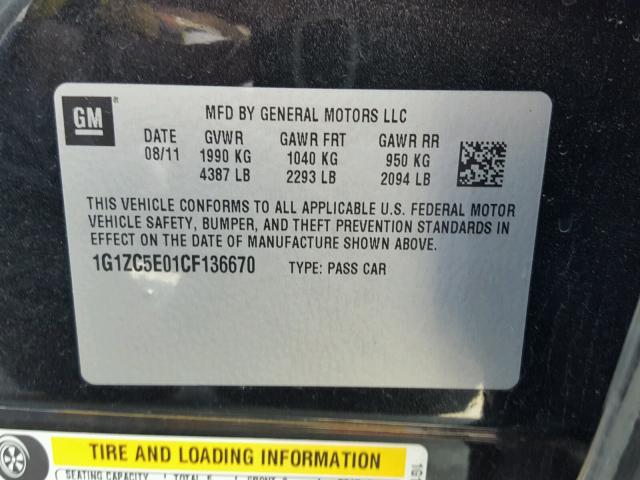 GM
MFD BY GENERAL MOTORS LLC
DATE GVWR GAWR FRT GAWR RR
08/11 1990 KG 1040 KG 950 KG
4387 LB 2293 LB 2094 LB
THIS VEHICLE CONFORMS TO ALL APPLICABLE U.S. FEDERAL MOTOR
VEHICLE SAFETY, BUMPER, AND THEFT PREVENTION STANDARDS
IN EFFECT ON THE DATE OF MANUFACTURE SHOWN ABOVE.
1G1ZC5E01CF136670 TYPE: PASS CAR
TIRE AND LOADING INFORMATION
SEATING CAPACITY TOTAL